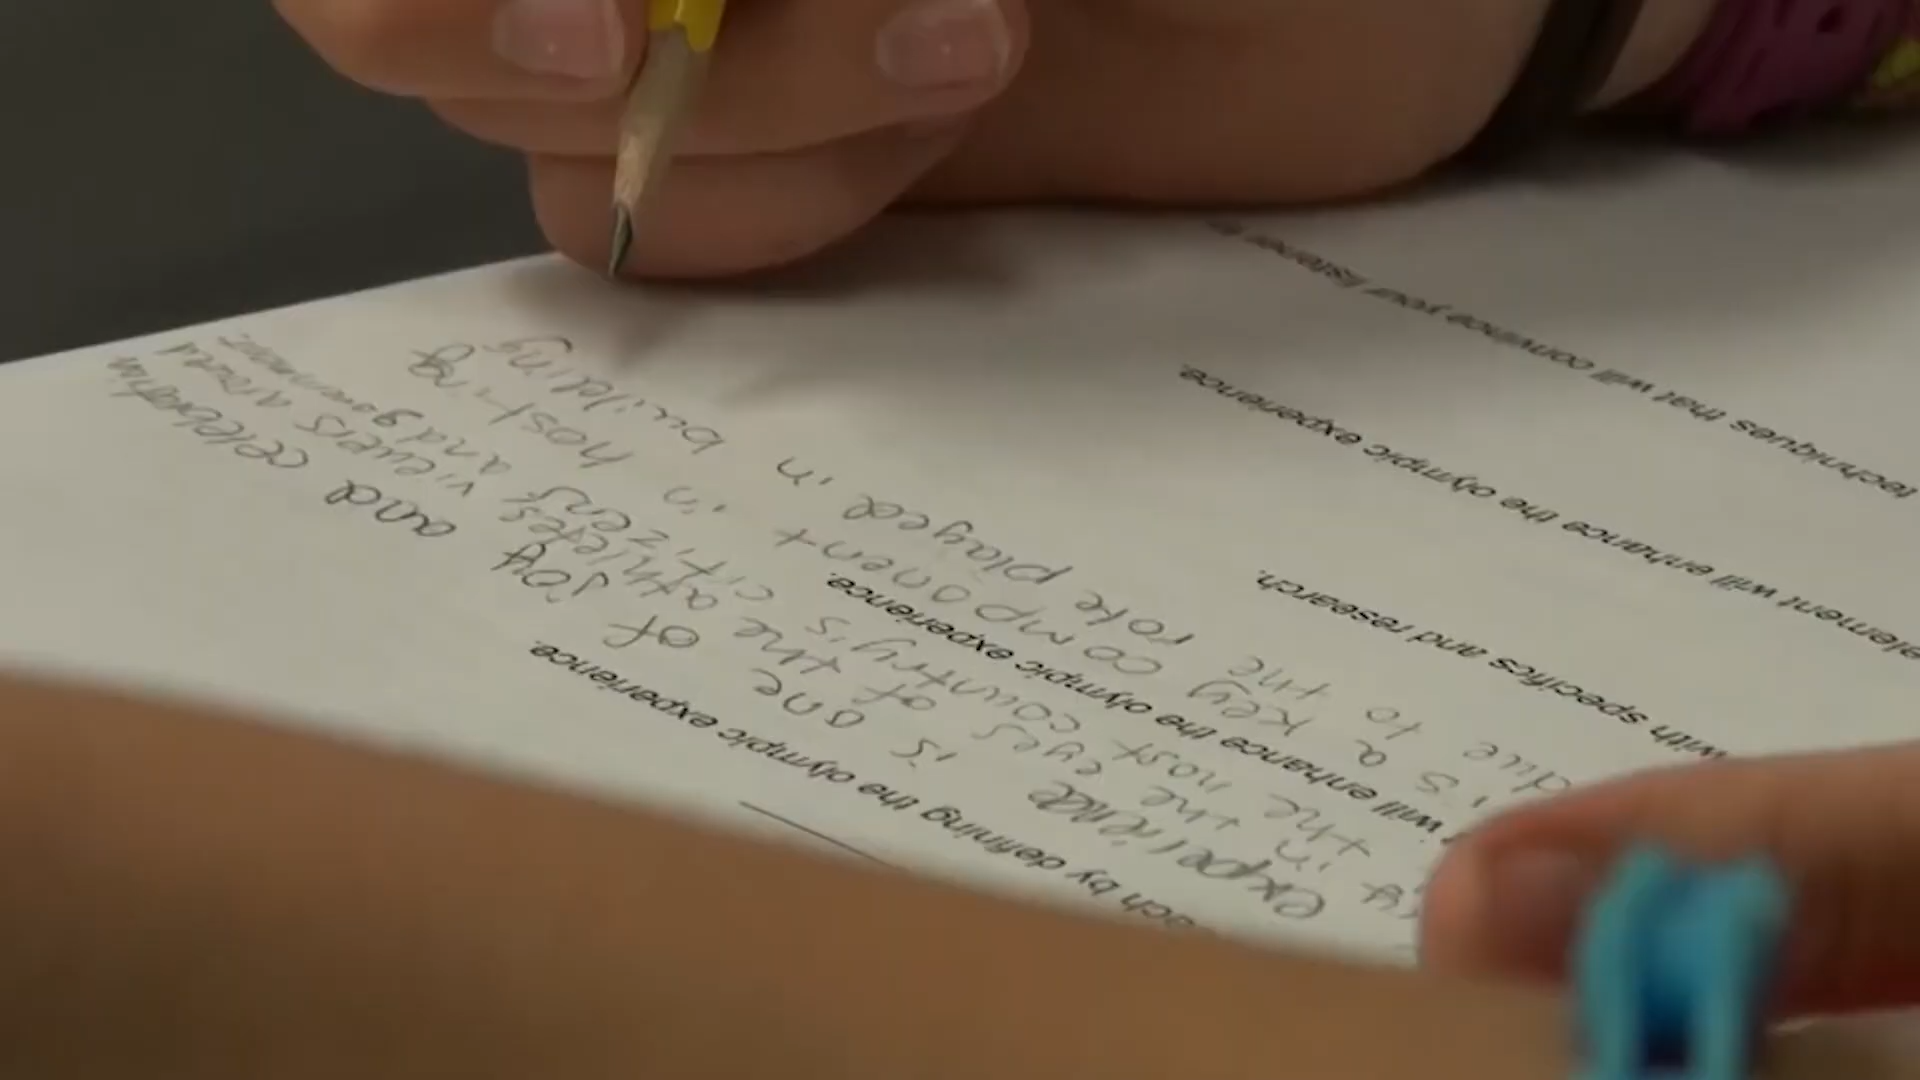 by defining the olympic experience.
experience is one of joy and celebration
in the eyes of the athletes viewers around
the host country's citizens and government.
will enhance the olympic experience.
is a key component in hosting
due to the role played in building
with specifics and research.
element will enhance the olympic experience.
techniques that will convince your listener